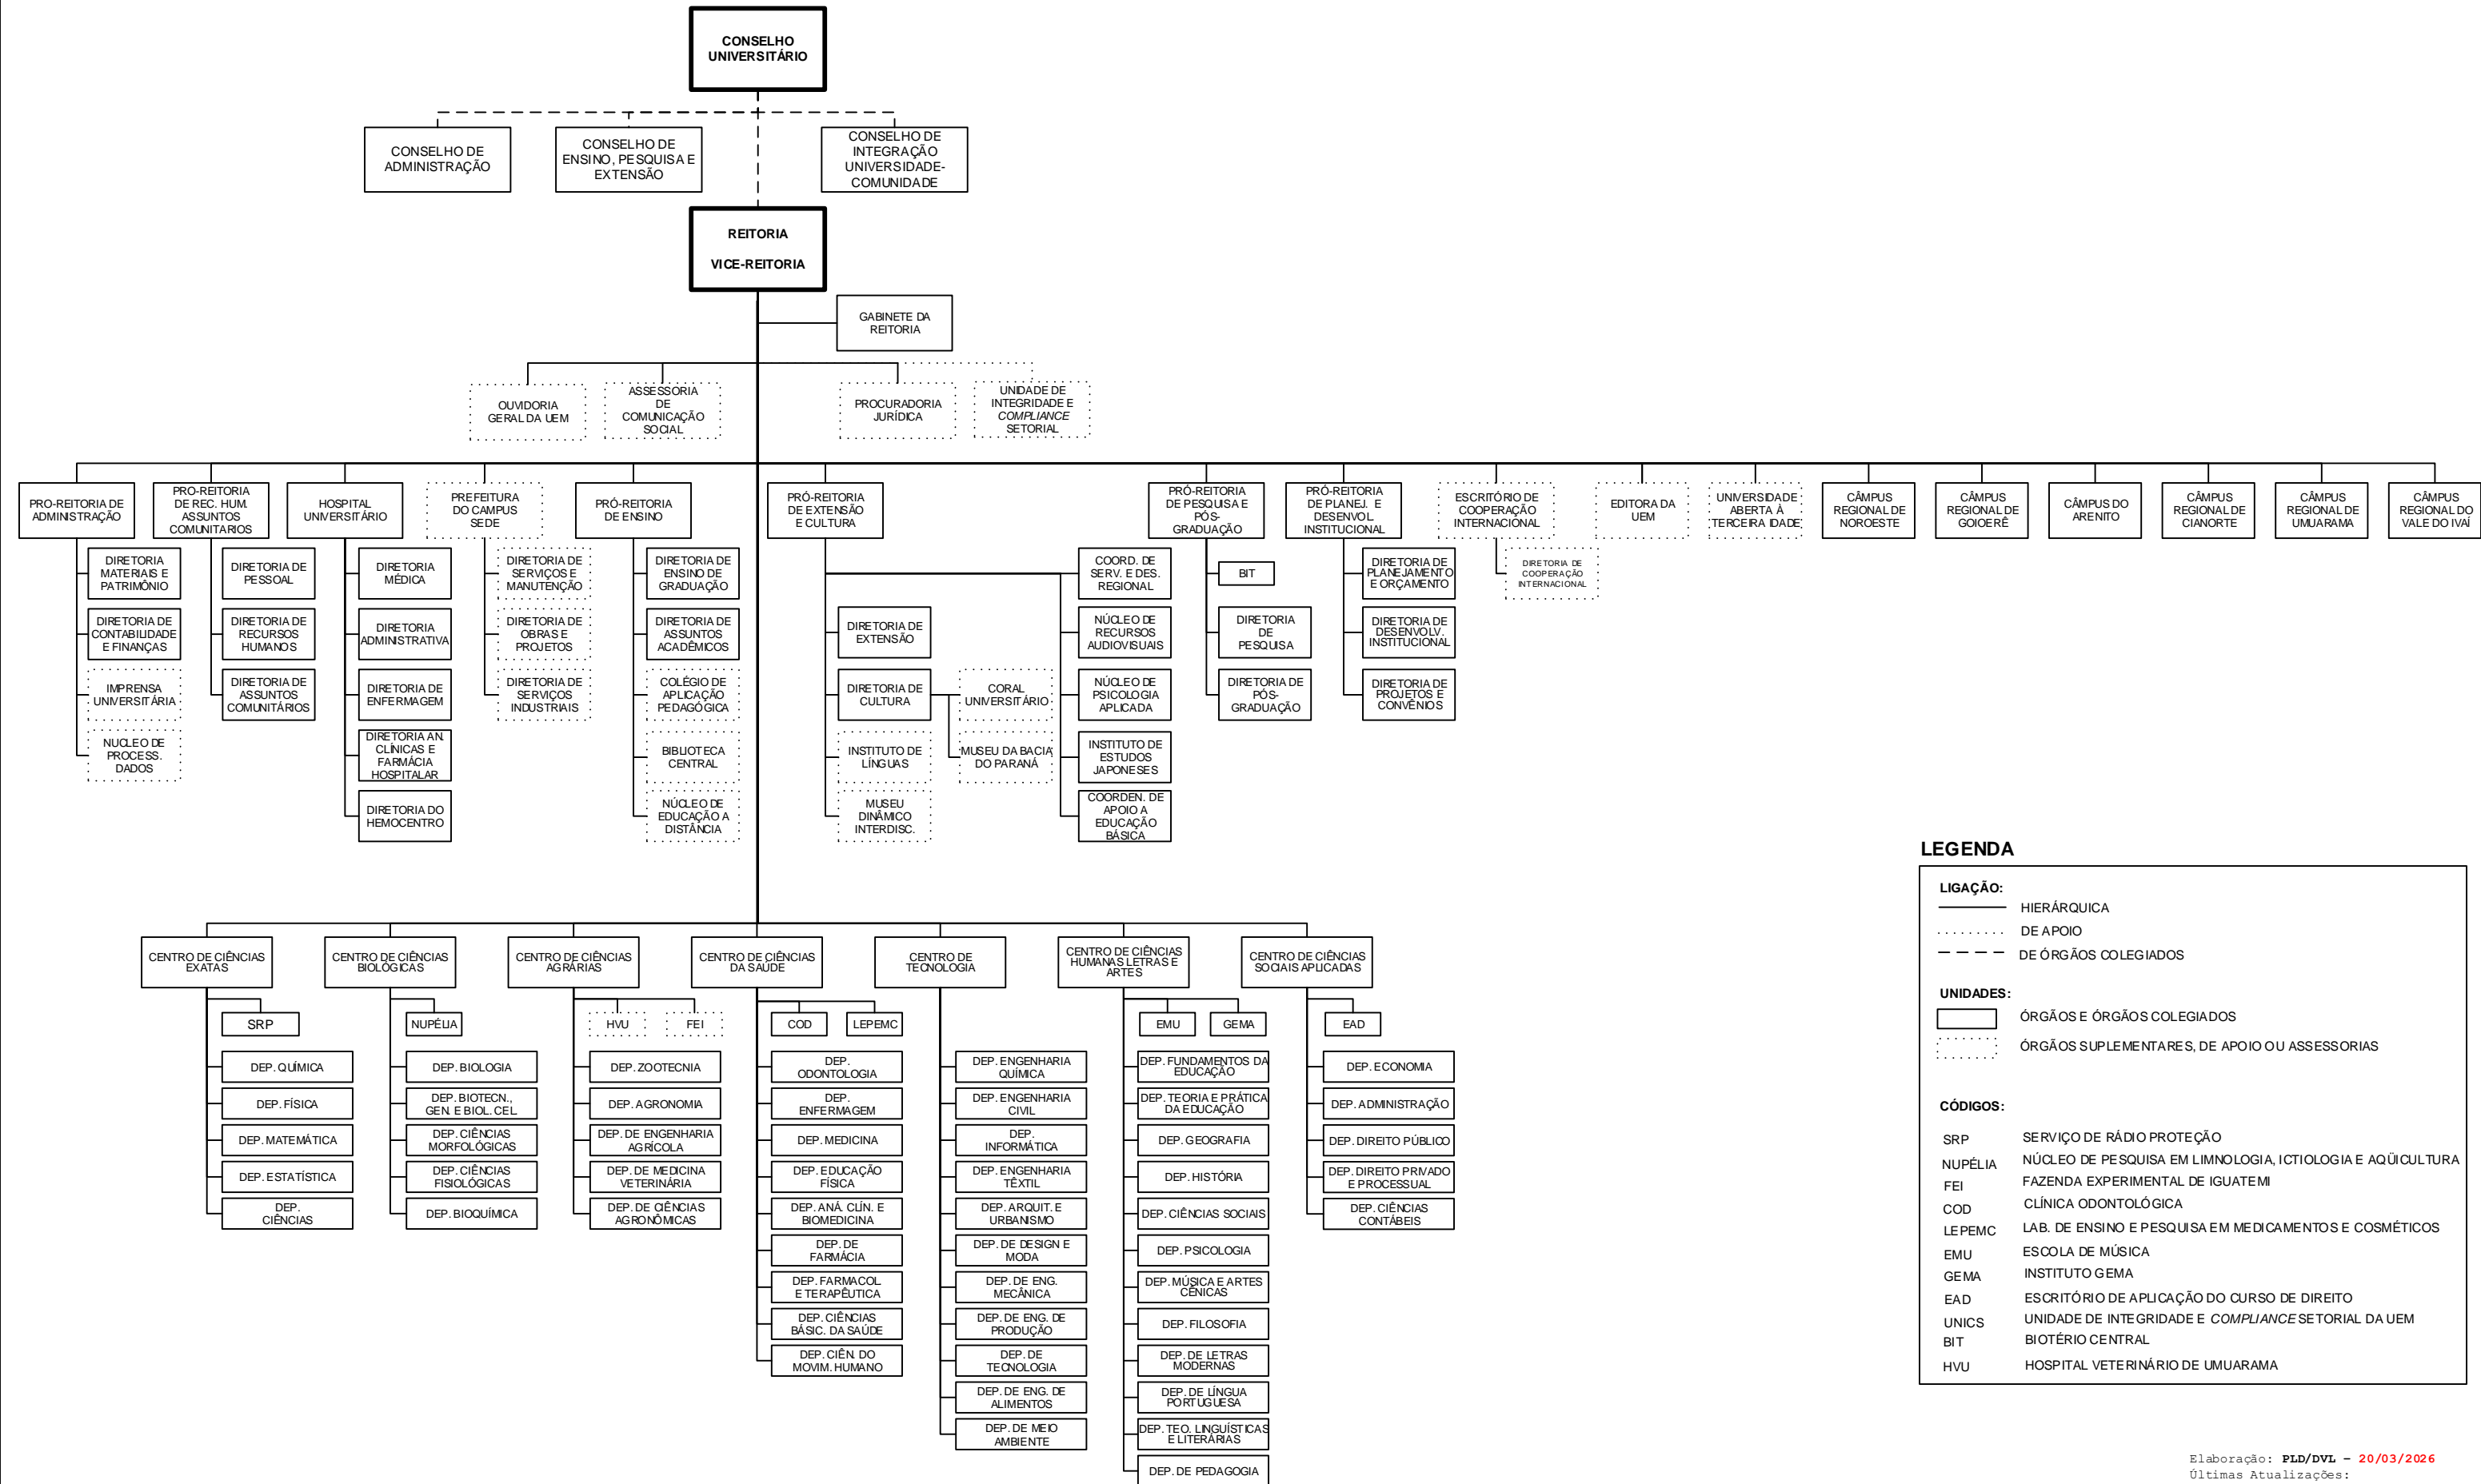 CONSELHO
UNIVERSITÁRIO
CONSELHO DE
ADMINISTRAÇÃO
CONSELHO DE
ENSINO, PESQUISA E
EXTENSÃO
CONSELHO DE
INTEGRAÇÃO
UNIVERSIDADE-
COMUNIDADE
REITORIA
VICE-REITORIA
GABINETE DA
REITORIA
OUVIDORIA
GERAL DA UEM
ASSESSORIA
DE
COMUNICAÇÃO
SOCIAL
PROCURADORIA
JURÍDICA
UNIDADE DE
INTEGRIDADE E
COMPLIANCE
SETORIAL
PRO-REITORIA DE
ADMINISTRAÇÃO
PRO-REITORIA
DE REC. HUM.
ASSUNTOS
COMUNITARIOS
HOSPITAL
UNIVERSITÁRIO
PREFEITURA
DO CAMPUS
SEDE
PRÓ-REITORIA
DE ENSINO
PRÓ-REITORIA
DE EXTENSÃO
E CULTURA
PRÓ-REITORIA
DE PESQUISA E
PÓS-
GRADUAÇÃO
PRÓ-REITORIA
DE PLANEJ. E
DESENVOL.
INSTITUCIONAL
ESCRITÓRIO DE
COOPERAÇÃO
INTERNACIONAL
EDITORA DA
UEM
UNIVERSIDADE
ABERTA À
TERCEIRA IDADE
CÂMPUS
REGIONAL DE
NOROESTE
CÂMPUS
REGIONAL DE
GOIOERÊ
CÂMPUS DO
ARENITO
CÂMPUS
REGIONAL DE
CIANORTE
CÂMPUS
REGIONAL DE
UMUARAMA
CÂMPUS
REGIONAL DO
VALE DO IVAÍ
DIRETORIA
MATERIAIS E
PATRIMÔNIO
DIRETORIA DE
CONTABILIDADE
E FINANÇAS
IMPRENSA
UNIVERSITÁRIA
NUCLEO DE
PROCESS.
DADOS
DIRETORIA DE
PESSOAL
DIRETORIA DE
RECURSOS
HUMANOS
DIRETORIA DE
ASSUNTOS
COMUNITÁRIOS
DIRETORIA
MÉDICA
DIRETORIA
ADMINISTRATIVA
DIRETORIA DE
ENFERMAGEM
DIRETORIA AN.
CLÍNICAS E
FARMÁCIA
HOSPITALAR
DIRETORIA DO
HEMOCENTRO
DIRETORIA DE
SERVIÇOS E
MANUTENÇÃO
DIRETORIA DE
OBRAS E
PROJETOS
DIRETORIA DE
SERVIÇOS
INDUSTRIAIS
DIRETORIA DE
ENSINO DE
GRADUAÇÃO
DIRETORIA DE
ASSUNTOS
ACADÊMICOS
COLÉGIO DE
APLICAÇÃO
PEDAGÓGICA
BIBLIOTECA
CENTRAL
NÚCLEO DE
EDUCAÇÃO A
DISTÂNCIA
DIRETORIA DE
EXTENSÃO
DIRETORIA DE
CULTURA
INSTITUTO DE
LÍNGUAS
MUSEU
DINÂMICO
INTERDISC.
CORAL
UNIVERSITÁRIO
MUSEU DA BACIA
DO PARANÁ
COORD. DE
SERV. E DES.
REGIONAL
NÚCLEO DE
RECURSOS
AUDIOVISUAIS
NÚCLEO DE
PSICOLOGIA
APLICADA
INSTITUTO DE
ESTUDOS
JAPONESES
COORDEN. DE
APOIO A
EDUCAÇÃO
BÁSICA
BIT
DIRETORIA
DE
PESQUISA
DIRETORIA DE
PÓS-
GRADUAÇÃO
DIRETORIA DE
PLANEJAMENTO
E ORÇAMENTO
DIRETORIA DE
DESENVOLV.
INSTITUCIONAL
DIRETORIA DE
PROJETOS E
CONVÊNIOS
DIRETORIA DE
COOPERAÇÃO
INTERNACIONAL
CENTRO DE CIÊNCIAS
EXATAS
SRP
DEP. QUÍMICA
DEP. FÍSICA
DEP. MATEMÁTICA
DEP. ESTATÍSTICA
DEP.
CIÊNCIAS
CENTRO DE CIÊNCIAS
BIOLÓGICAS
NUPÉLIA
DEP. BIOLOGIA
DEP. BIOTECN.,
GEN. E BIOL. CEL.
DEP. CIÊNCIAS
MORFOLÓGICAS
DEP. CIÊNCIAS
FISIOLÓGICAS
DEP. BIOQUÍMICA
CENTRO DE CIÊNCIAS
AGRÁRIAS
HVU
FEI
DEP. ZOOTECNIA
DEP. AGRONOMIA
DEP. DE ENGENHARIA
AGRÍCOLA
DEP. DE MEDICINA
VETERINÁRIA
DEP. DE CIÊNCIAS
AGRONÔMICAS
CENTRO DE CIÊNCIAS
DA SAÚDE
COD
LEPEMC
DEP.
ODONTOLOGIA
DEP.
ENFERMAGEM
DEP. MEDICINA
DEP. EDUCAÇÃO
FÍSICA
DEP. ANÁ. CLÍN. E
BIOMEDICINA
DEP. DE
FARMÁCIA
DEP. FARMACOL.
E TERAPÊUTICA
DEP. CIÊNCIAS
BÁSIC. DA SAÚDE
DEP. CIÊN. DO
MOVIM. HUMANO
CENTRO DE
TECNOLOGIA
DEP. ENGENHARIA
QUÍMICA
DEP. ENGENHARIA
CIVIL
DEP.
INFORMÁTICA
DEP. ENGENHARIA
TÊXTIL
DEP. ARQUIT. E
URBANISMO
DEP. DE DESIGN E
MODA
DEP. DE ENG.
MECÂNICA
DEP. DE ENG. DE
PRODUÇÃO
DEP. DE
TECNOLOGIA
DEP. DE ENG. DE
ALIMENTOS
DEP. DE MEIO
AMBIENTE
CENTRO DE CIÊNCIAS
HUMANAS LETRAS E
ARTES
EMU
GEMA
DEP. FUNDAMENTOS DA
EDUCAÇÃO
DEP. TEORIA E PRÁTICA
DA EDUCAÇÃO
DEP. GEOGRAFIA
DEP. HISTÓRIA
DEP. CIÊNCIAS SOCIAIS
DEP. PSICOLOGIA
DEP. MÚSICA E ARTES
CÊNICAS
DEP. FILOSOFIA
DEP. DE LETRAS
MODERNAS
DEP. DE LÍNGUA
PORTUGUESA
DEP. TEO. LINGUÍSTICAS
E LITERÁRIAS
DEP. DE PEDAGOGIA
CENTRO DE CIÊNCIAS
SOCIAIS APLICADAS
EAD
DEP. ECONOMIA
DEP. ADMINISTRAÇÃO
DEP. DIREITO PÚBLICO
DEP. DIREITO PRIVADO
E PROCESSUAL
DEP. CIÊNCIAS
CONTÁBEIS
LEGENDA
LIGAÇÃO:
HIERÁRQUICA
DE APOIO
DE ÓRGÃOS COLEGIADOS
UNIDADES:
ÓRGÃOS E ÓRGÃOS COLEGIADOS
ÓRGÃOS SUPLEMENTARES, DE APOIO OU ASSESSORIAS
CÓDIGOS:
SRP SERVIÇO DE RÁDIO PROTEÇÃO
NUPÉLIA NÚCLEO DE PESQUISA EM LIMNOLOGIA, ICTIOLOGIA E AQÜICULTURA
FEI FAZENDA EXPERIMENTAL DE IGUATEMI
COD CLÍNICA ODONTOLÓGICA
LEPEMC LAB. DE ENSINO E PESQUISA EM MEDICAMENTOS E COSMÉTICOS
EMU ESCOLA DE MÚSICA
GEMA INSTITUTO GEMA
EAD ESCRITÓRIO DE APLICAÇÃO DO CURSO DE DIREITO
UNICS UNIDADE DE INTEGRIDADE E COMPLIANCE SETORIAL DA UEM
BIT BIOTÉRIO CENTRAL
HVU HOSPITAL VETERINÁRIO DE UMUARAMA
Elaboração: PLD/DVL – 20/03/2026
Últimas Atualizações: